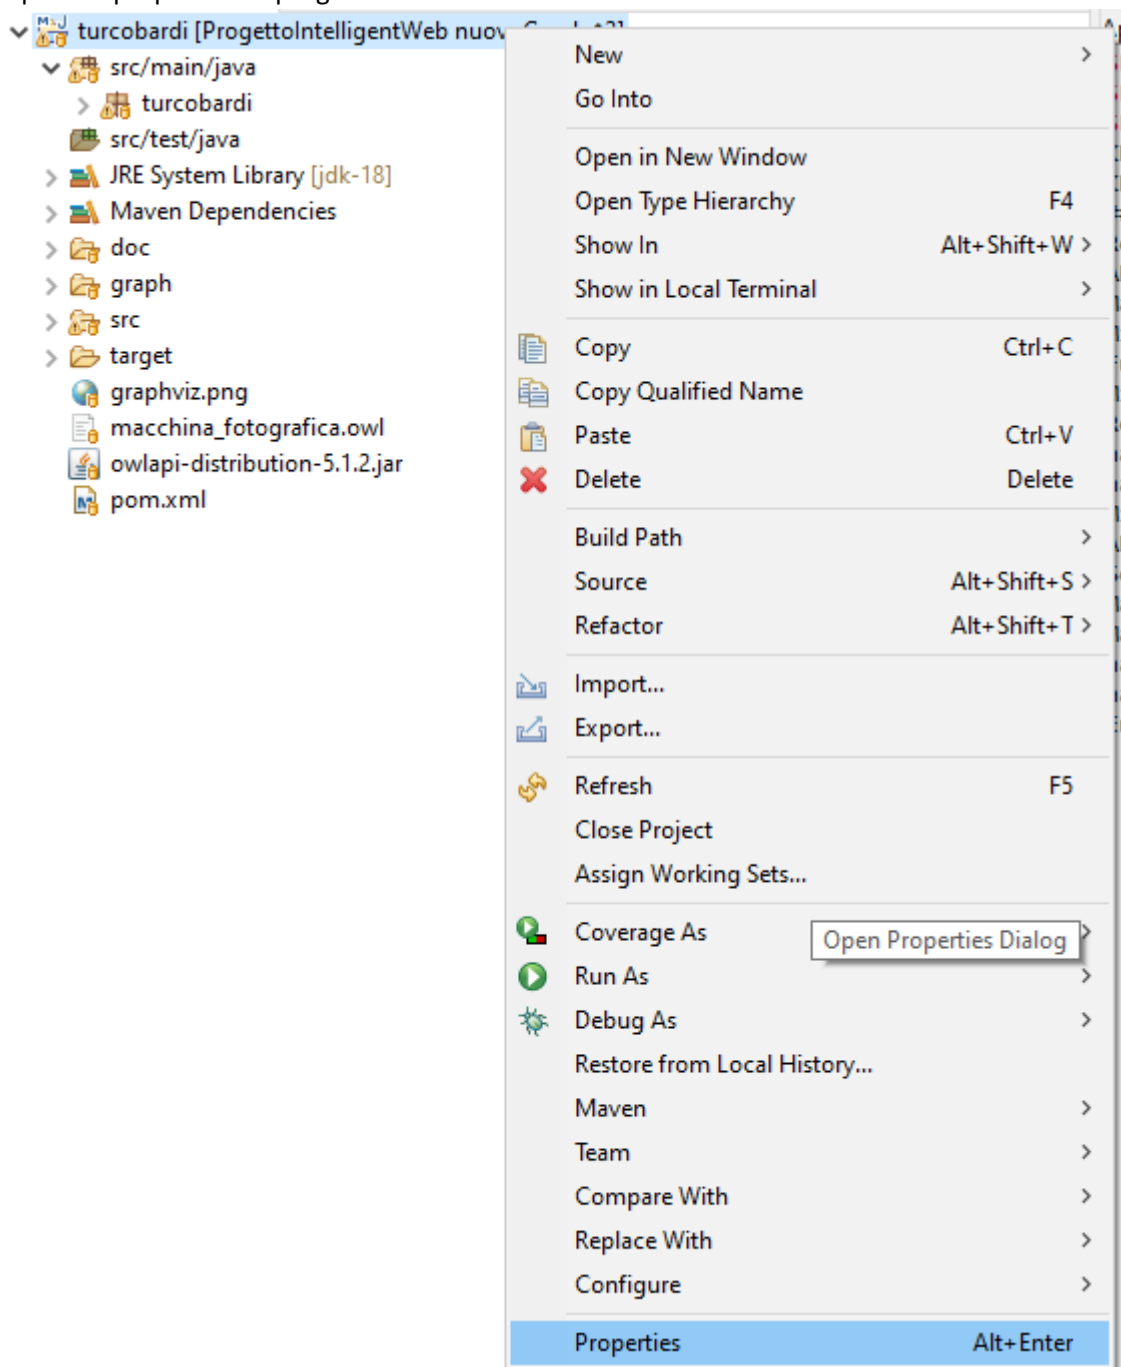 turcobardi [ProgettoIntelligentWeb nuov
src/main/java
turcobardi
src/test/java
JRE System Library [jdk-18]
Maven Dependencies
doc
graph
src
target
graphviz.png
macchina_fotografica.owl
owlapi-distribution-5.1.2.jar
pom.xml
New
Go Into
Open in New Window
Open Type Hierarchy F4
Show In Alt+Shift+W
Show in Local Terminal
Copy Ctrl+C
Copy Qualified Name
Paste Ctrl+V
Delete Delete
Build Path
Source Alt+Shift+S
Refactor Alt+Shift+T
Import...
Export...
Refresh F5
Close Project
Assign Working Sets...
Coverage As
Open Properties Dialog
Run As
Debug As
Restore from Local History...
Maven
Team
Compare With
Replace With
Configure
Properties Alt+Enter